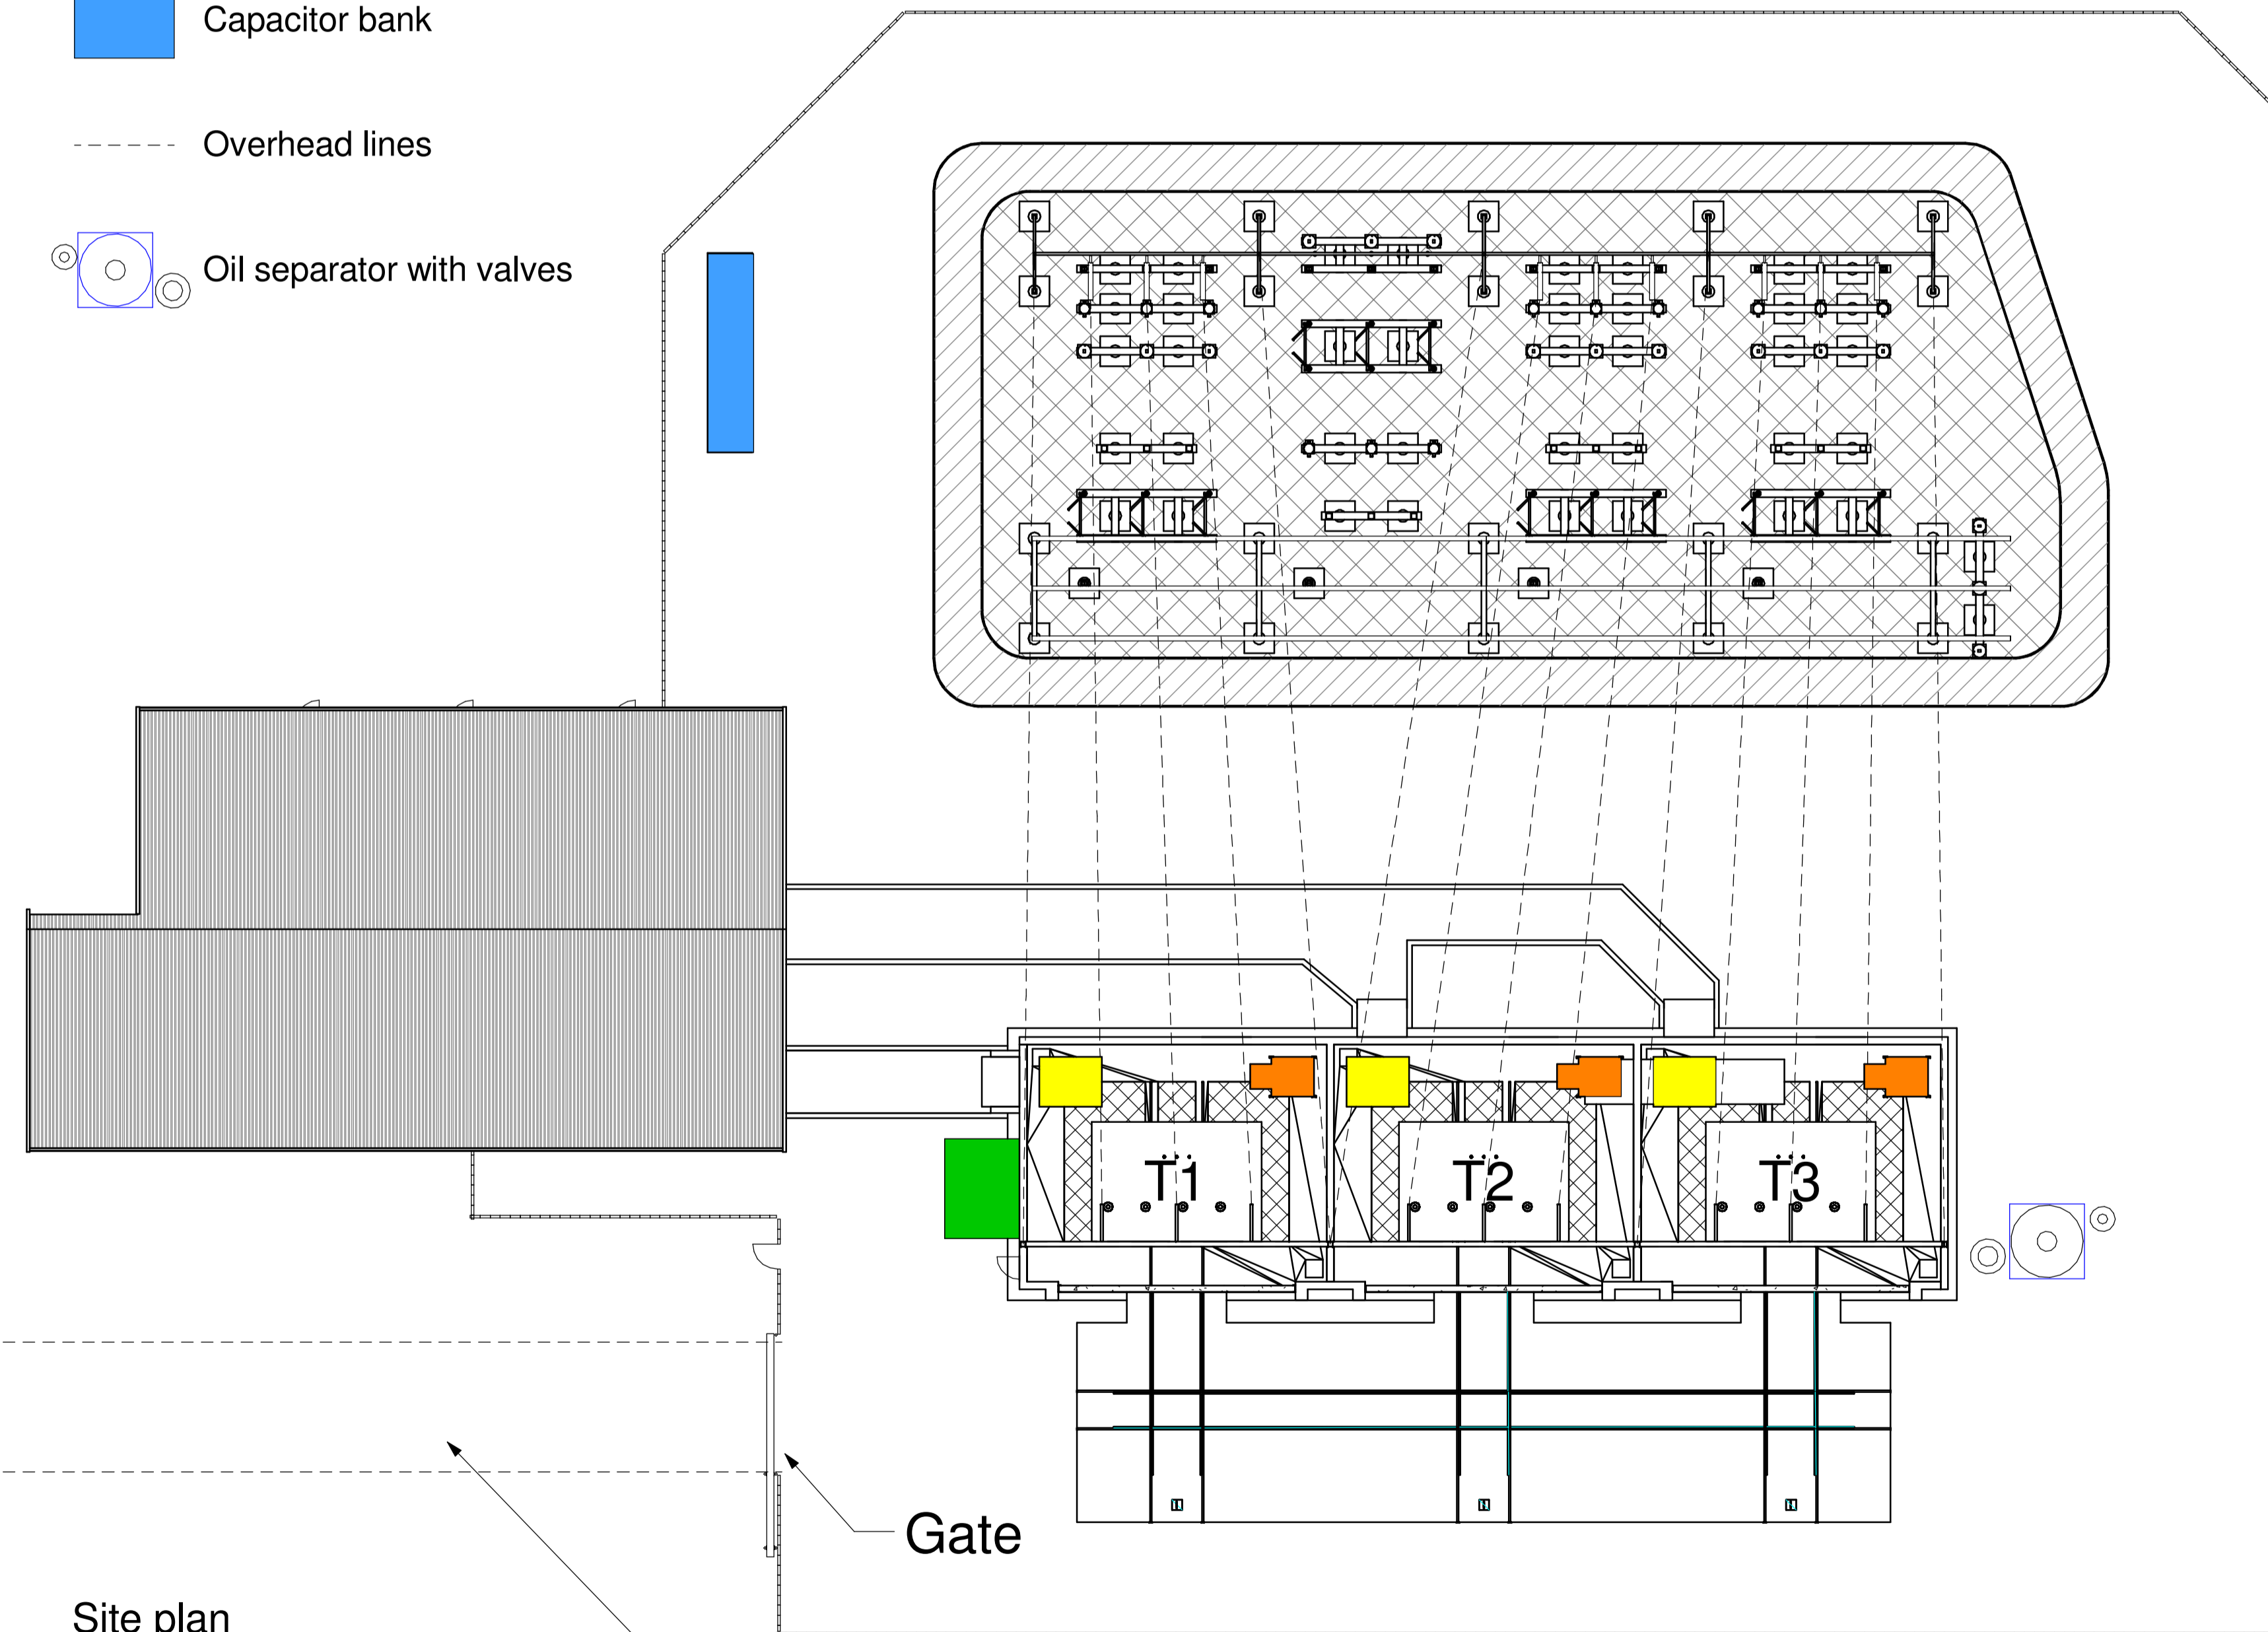 Capacitor bank
Overhead lines
Oil separator with valves
T1
T2
T3
Gate
Site plan